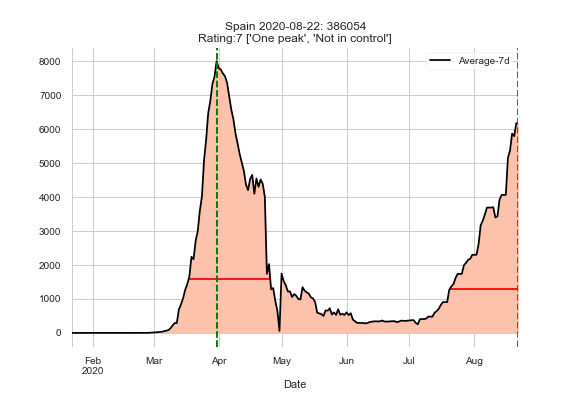 Spain 2020-08-22: 386054
Rating:7 ['One peak', 'Not in control']
Average-7d
8000
7000
6000
5000
4000
3000
2000
1000
0
Feb Mar Apr May Jun Jul Aug
2020
Date